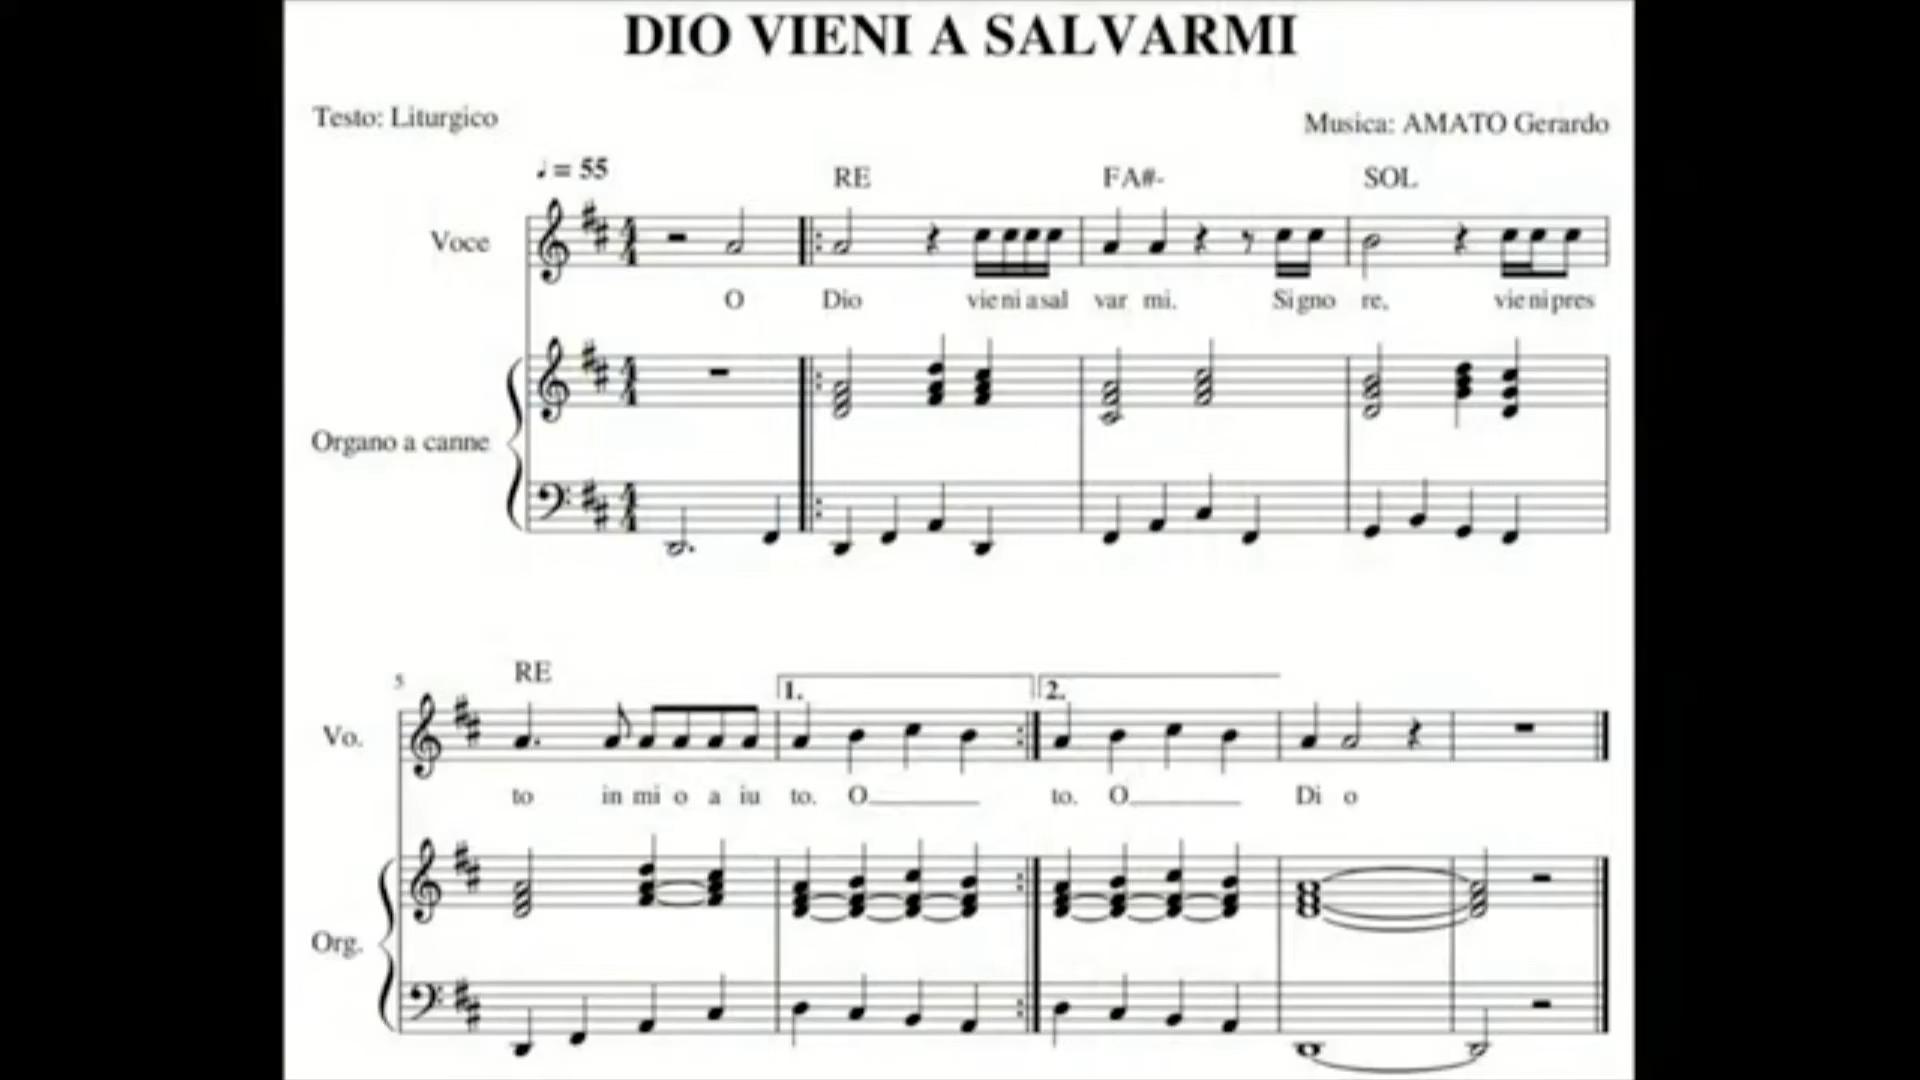 DIO VIENI A SALVARMI
Testo: Liturgico
Musica: AMATO Gerardo
♩= 55
RE FA#- SOL
Voce
O Dio vie ni a sal var mi. Si gno re, vie ni pres
Organo a canne
5 RE 1. 2.
Vo.
to in mi o a iu to. O to. O Di o
Org.